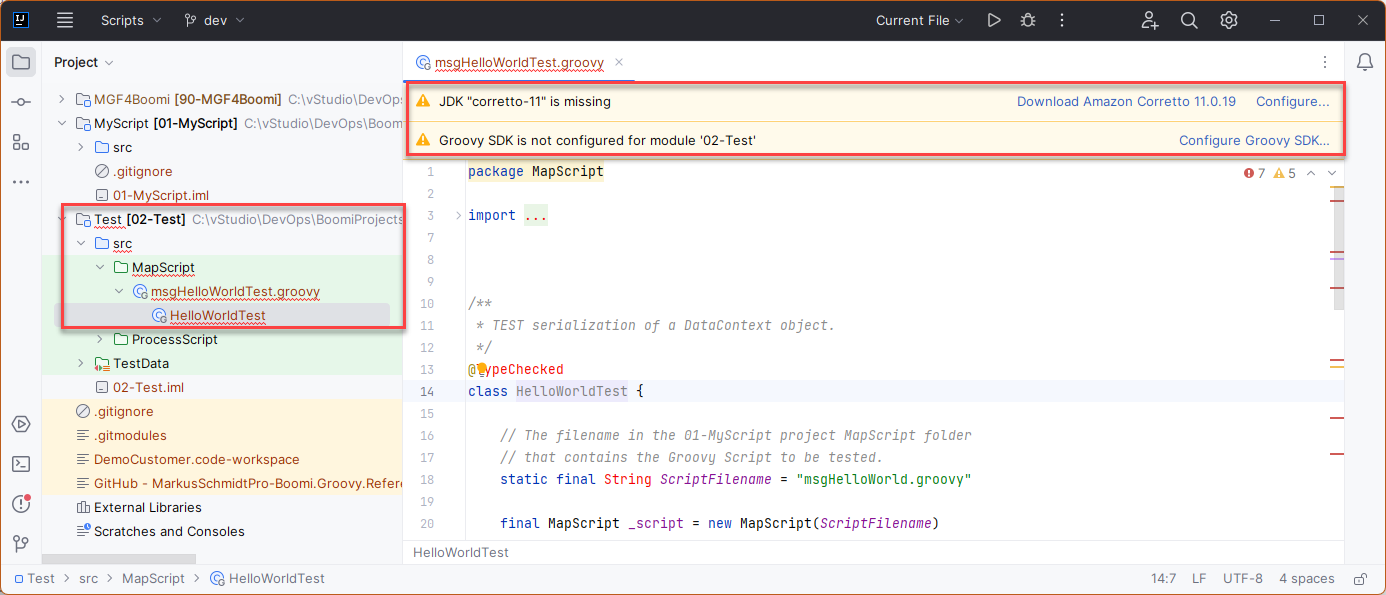 IJ Scripts dev Current File
Project
MGF4Boomi [90-MGF4Boomi] C:\vStudio\DevOps
MyScript [01-MyScript] C:\vStudio\DevOps\Boom
src
.gitignore
01-MyScript.iml
Test [02-Test] C:\vStudio\DevOps\BoomiProjects
src
MapScript
msgHelloWorldTest.groovy
HelloWorldTest
ProcessScript
TestData
02-Test.iml
.gitignore
.gitmodules
DemoCustomer.code-workspace
GitHub - MarkusSchmidtPro-Boomi.Groovy.Refere
External Libraries
Scratches and Consoles
msgHelloWorldTest.groovy
JDK "corretto-11" is missing Download Amazon Corretto 11.0.19 Configure...
Groovy SDK is not configured for module '02-Test' Configure Groovy SDK...
7 5
1 package MapScript
2
3 import ...
7
8
9
10 /**
11 * TEST serialization of a DataContext object.
12 */
13 @TypeChecked
14 class HelloWorldTest {
15
16 // The filename in the 01-MyScript project MapScript folder
17 // that contains the Groovy Script to be tested.
18 static final String ScriptFilename = "msgHelloWorld.groovy"
19
20 final MapScript _script = new MapScript(ScriptFilename)
HelloWorldTest
Test > src > MapScript > HelloWorldTest 14:7 LF UTF-8 4 spaces